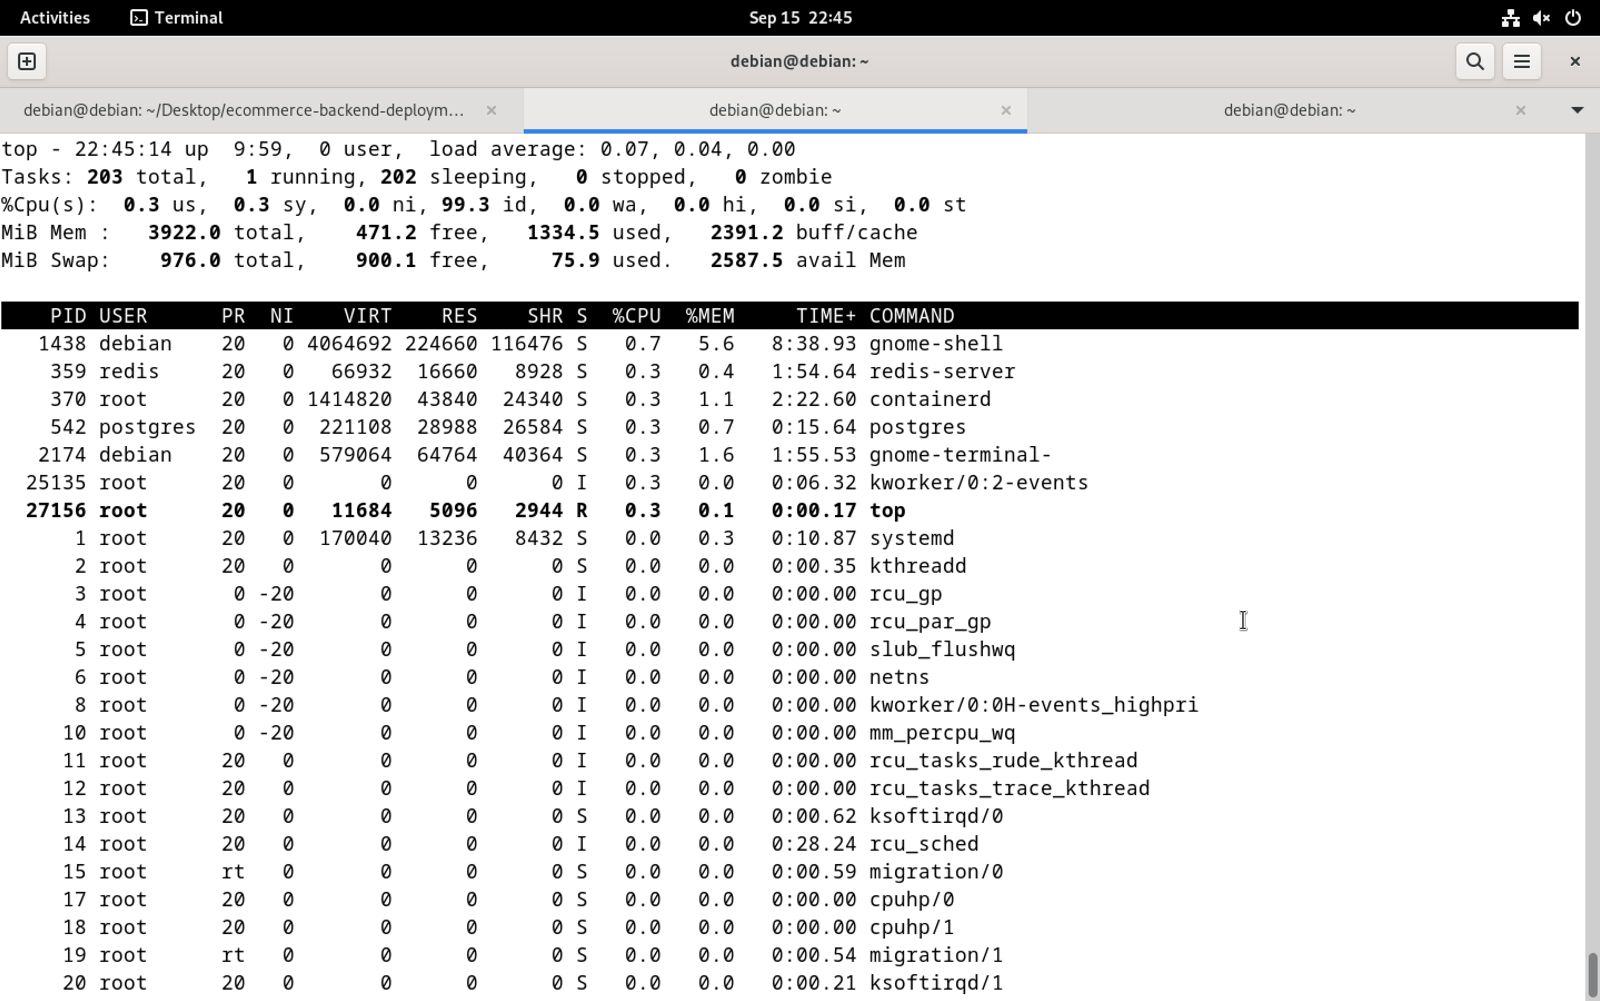 Activities Terminal Sep 15 22:45
debian@debian: ~
debian@debian: ~/Desktop/ecommerce-backend-deploym… debian@debian: ~ debian@debian: ~
top - 22:45:14 up  9:59,  0 user,  load average: 0.07, 0.04, 0.00
Tasks: 203 total,   1 running, 202 sleeping,   0 stopped,   0 zombie
%Cpu(s):  0.3 us,  0.3 sy,  0.0 ni, 99.3 id,  0.0 wa,  0.0 hi,  0.0 si,  0.0 st
MiB Mem :   3922.0 total,    471.2 free,   1334.5 used,   2391.2 buff/cache
MiB Swap:    976.0 total,    900.1 free,     75.9 used.   2587.5 avail Mem
PID USER      PR  NI    VIRT    RES    SHR S  %CPU  %MEM     TIME+ COMMAND
1438 debian    20   0 4064692 224660 116476 S   0.7   5.6   8:38.93 gnome-shell
359 redis     20   0   66932  16660   8928 S   0.3   0.4   1:54.64 redis-server
370 root      20   0 1414820  43840  24340 S   0.3   1.1   2:22.60 containerd
542 postgres  20   0  221108  28988  26584 S   0.3   0.7   0:15.64 postgres
2174 debian    20   0  579064  64764  40364 S   0.3   1.6   1:55.53 gnome-terminal-
25135 root      20   0       0      0      0 I   0.3   0.0   0:06.32 kworker/0:2-events
27156 root      20   0   11684   5096   2944 R   0.3   0.1   0:00.17 top
1 root      20   0  170040  13236   8432 S   0.0   0.3   0:10.87 systemd
2 root      20   0       0      0      0 S   0.0   0.0   0:00.35 kthreadd
3 root       0 -20       0      0      0 I   0.0   0.0   0:00.00 rcu_gp
4 root       0 -20       0      0      0 I   0.0   0.0   0:00.00 rcu_par_gp
5 root       0 -20       0      0      0 I   0.0   0.0   0:00.00 slub_flushwq
6 root       0 -20       0      0      0 I   0.0   0.0   0:00.00 netns
8 root       0 -20       0      0      0 I   0.0   0.0   0:00.00 kworker/0:0H-events_highpri
10 root       0 -20       0      0      0 I   0.0   0.0   0:00.00 mm_percpu_wq
11 root      20   0       0      0      0 I   0.0   0.0   0:00.00 rcu_tasks_rude_kthread
12 root      20   0       0      0      0 I   0.0   0.0   0:00.00 rcu_tasks_trace_kthread
13 root      20   0       0      0      0 S   0.0   0.0   0:00.62 ksoftirqd/0
14 root      20   0       0      0      0 I   0.0   0.0   0:28.24 rcu_sched
15 root      rt   0       0      0      0 S   0.0   0.0   0:00.59 migration/0
17 root      20   0       0      0      0 S   0.0   0.0   0:00.00 cpuhp/0
18 root      20   0       0      0      0 S   0.0   0.0   0:00.00 cpuhp/1
19 root      rt   0       0      0      0 S   0.0   0.0   0:00.54 migration/1
20 root      20   0       0      0      0 S   0.0   0.0   0:00.21 ksoftirqd/1